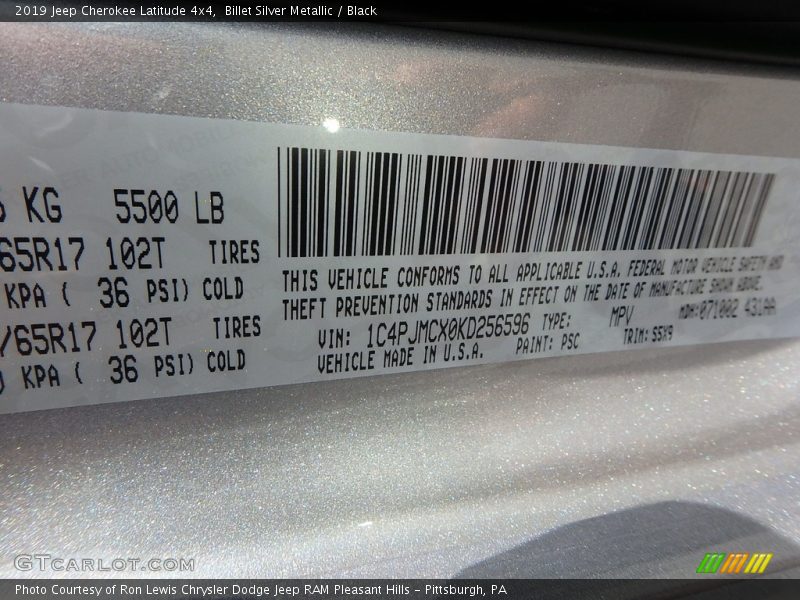 2019 Jeep Cherokee Latitude 4x4, Billet Silver Metallic / Black
KG 5500 LB
65R17 102T TIRES
KPA ( 36 PSI) COLD
/65R17 102T TIRES
KPA ( 36 PSI) COLD
THIS VEHICLE CONFORMS TO ALL APPLICABLE U.S.A. FEDERAL MOTOR VEHICLE SAFETY AND
THEFT PREVENTION STANDARDS IN EFFECT ON THE DATE OF MANUFACTURE SHOWN ABOVE.
VIN: 1C4PJMCX0KD256596 TYPE: MPV MDH:071002 431AA
VEHICLE MADE IN U.S.A. PAINT: PSC TRIM: S5X9
GTCARLOT.COM
Photo Courtesy of Ron Lewis Chrysler Dodge Jeep RAM Pleasant Hills - Pittsburgh, PA